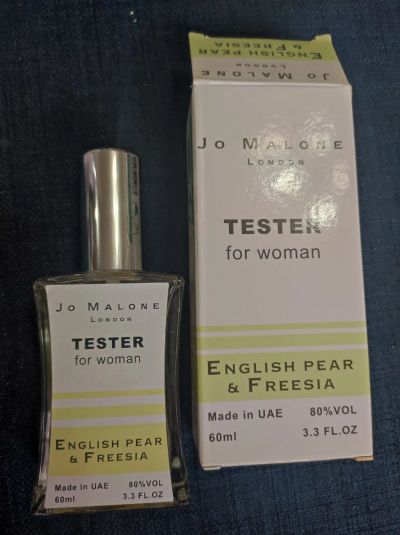 ENGLISH PEAR
& FREESIA
JO MALONE
LONDON
JO MALONE
LONDON
TESTER
for woman
ENGLISH PEAR
& FREESIA
Made in UAE 80%VOL
60ml 3.3 FL.OZ
JO MALONE
LONDON
TESTER
for woman
ENGLISH PEAR
& FREESIA
Made in UAE 80%VOL
60ml 3.3 FL.OZ